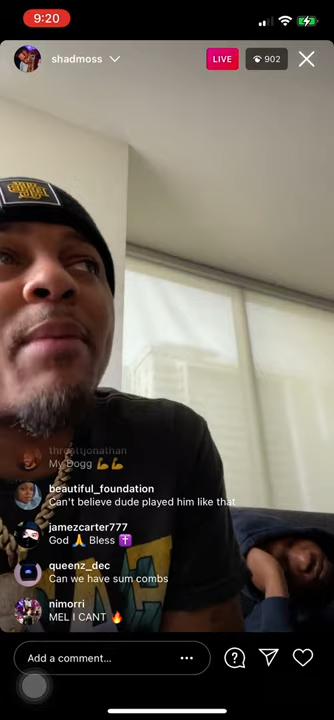 9:20
shadmoss
LIVE
902
throattjonathan
My Dogg 💪💪
beautiful_foundation
Can't believe dude played him like that
jamezcarter777
God 🙏 Bless ✝️
queenz_dec
Can we have sum combs
nimorri
MEL I CANT 🔥
Add a comment...